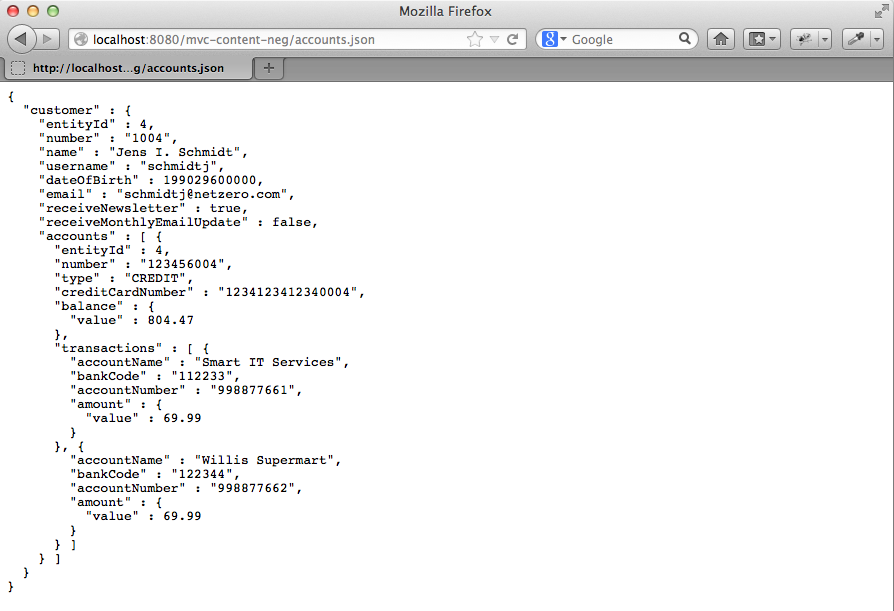 Mozilla Firefox
localhost:8080/mvc-content-neg/accounts.json
Google
http://localhost...g/accounts.json
{
  "customer" : {
    "entityId" : 4,
    "number" : "1004",
    "name" : "Jens I. Schmidt",
    "username" : "schmidtj",
    "dateOfBirth" : 199029600000,
    "email" : "schmidtj@netzero.com",
    "receiveNewsletter" : true,
    "receiveMonthlyEmailUpdate" : false,
    "accounts" : [ {
      "entityId" : 4,
      "number" : "123456004",
      "type" : "CREDIT",
      "creditCardNumber" : "1234123412340004",
      "balance" : {
        "value" : 804.47
      },
      "transactions" : [ {
        "accountName" : "Smart IT Services",
        "bankCode" : "112233",
        "accountNumber" : "998877661",
        "amount" : {
          "value" : 69.99
        }
      }, {
        "accountName" : "Willis Supermart",
        "bankCode" : "122344",
        "accountNumber" : "998877662",
        "amount" : {
          "value" : 69.99
        }
      } ]
    } ]
  }
}